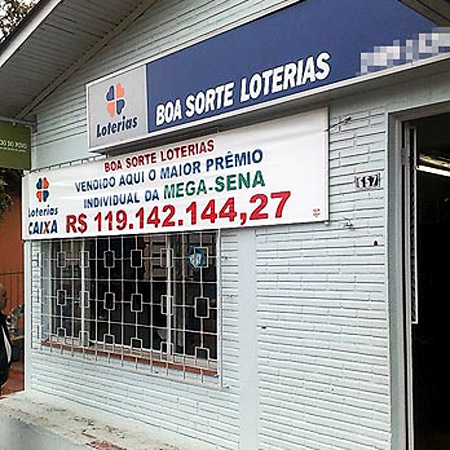 Loterias
BOA SORTE LOTERIAS
BOA SORTE LOTERIAS
VENDIDO AQUI O MAIOR PRÊMIO
INDIVIDUAL DA MEGA-SENA
R$ 119.142.144,27
Loterias
CAIXA
657